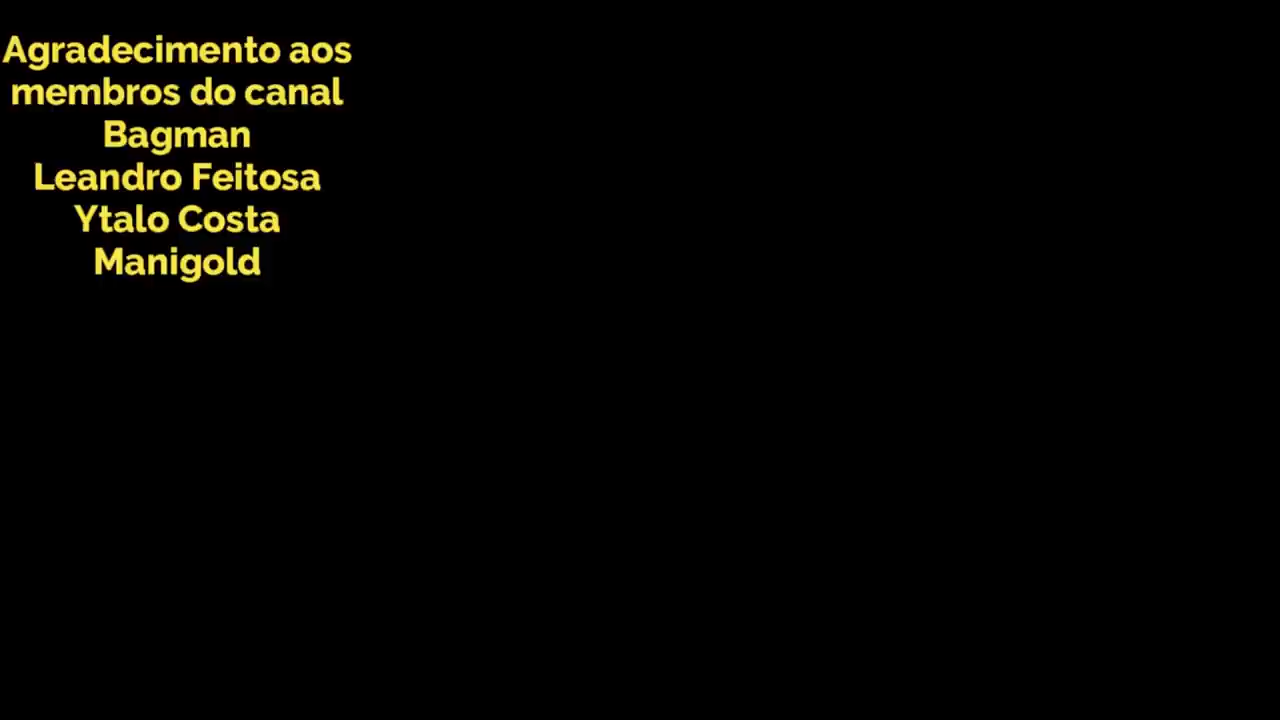 Agradecimento aos
membros do canal
Bagman
Leandro Feitosa
Ytalo Costa
Manigold